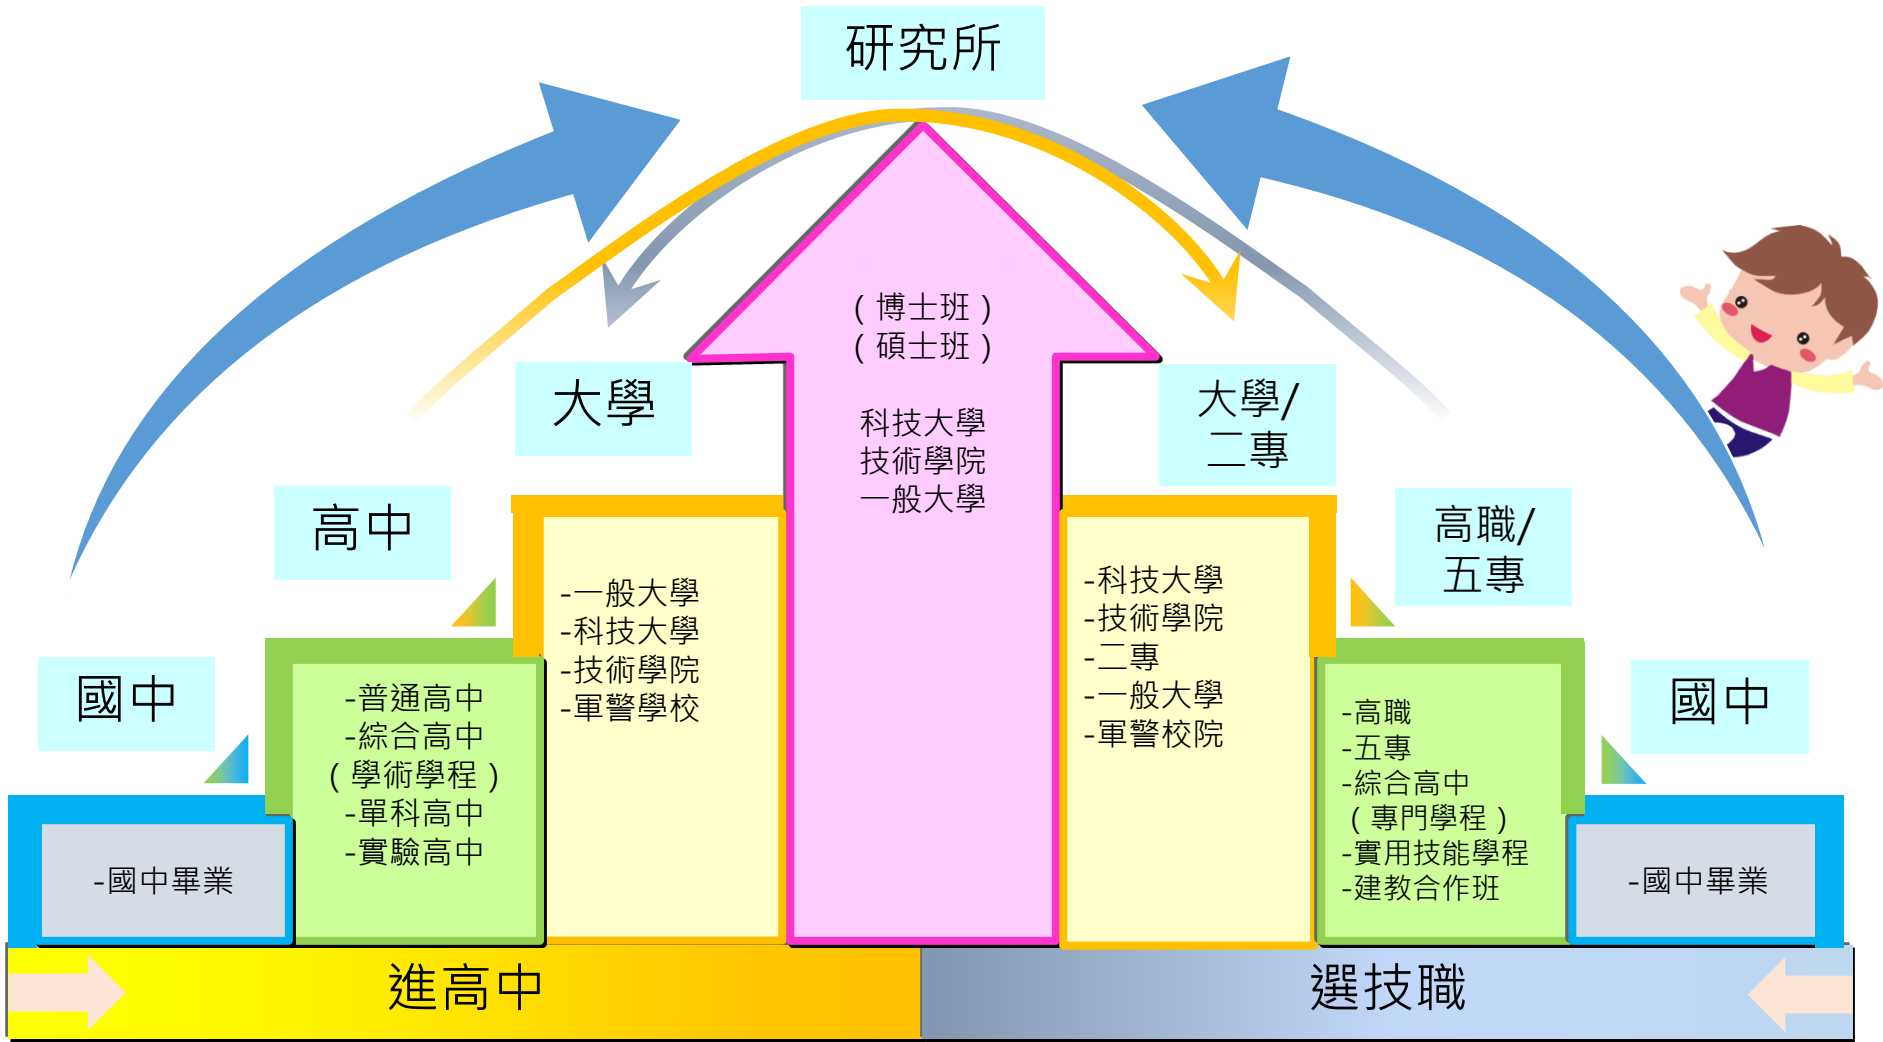 研究所
(博士班)
(碩士班)
科技大學
技術學院
一般大學
大學
-一般大學
-科技大學
-技術學院
-軍警學校
高中
-普通高中
-綜合高中
(學術學程)
-單科高中
-實驗高中
國中
-國中畢業
大學/
二專
-科技大學
-技術學院
-二專
-一般大學
-軍警校院
高職/
五專
-高職
-五專
-綜合高中
(專門學程)
-實用技能學程
-建教合作班
國中
-國中畢業
進高中
選技職